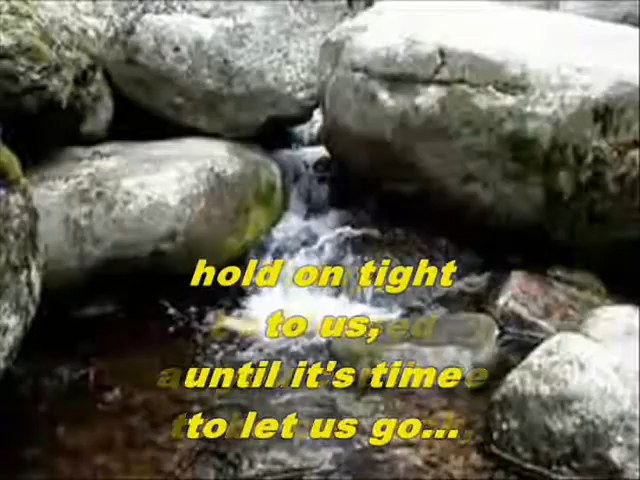 hold on tight
to us,
until it's time
to let us go...